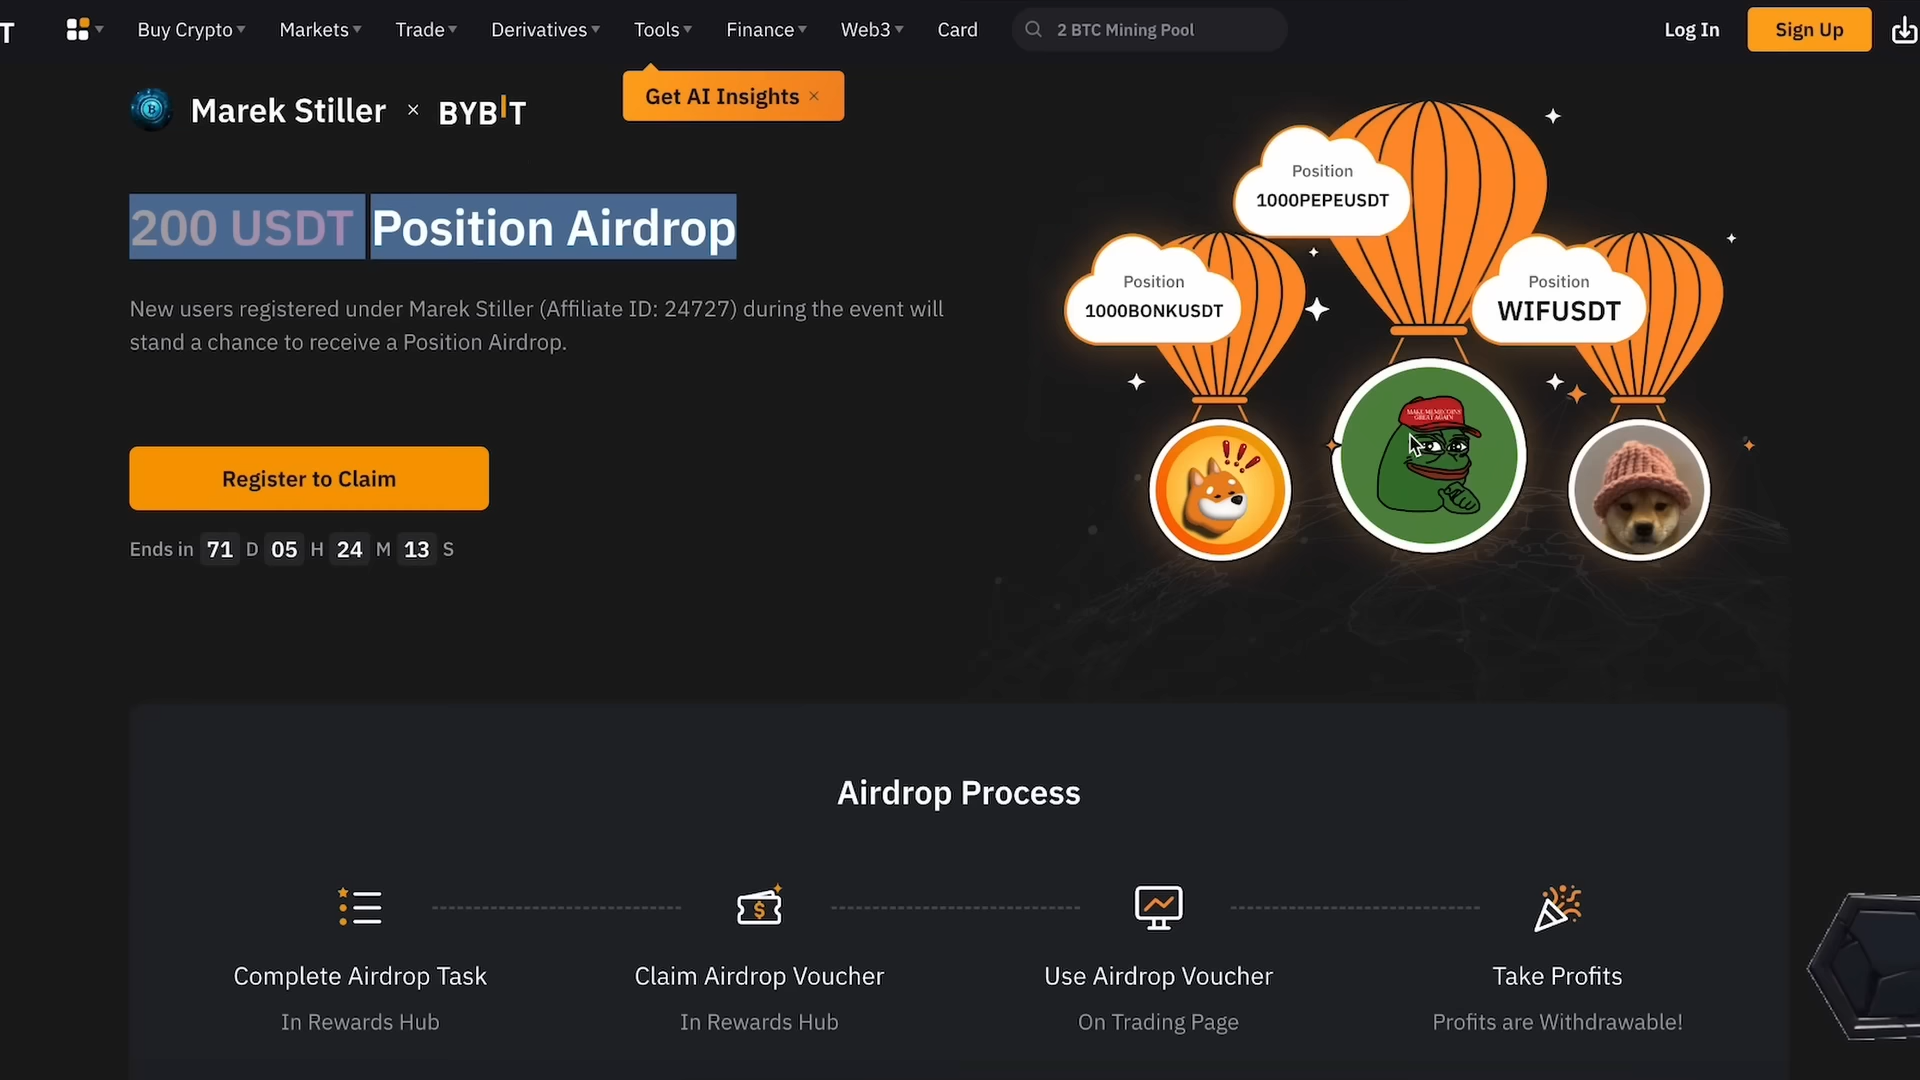 T
Buy Crypto
Markets
Trade
Derivatives
Tools
Finance
Web3
Card
2 BTC Mining Pool
Log In
Sign Up
Get AI Insights ×
Marek Stiller × BYBIT
200 USDT Position Airdrop
New users registered under Marek Stiller (Affiliate ID: 24727) during the event will
stand a chance to receive a Position Airdrop.
Register to Claim
Ends in 71 D 05 H 24 M 13 S
Position
1000PEPEUSDT
Position
1000BONKUSDT
Position
WIFUSDT
MAKE MEMECOINS
GREAT AGAIN
Airdrop Process
Complete Airdrop Task
In Rewards Hub
Claim Airdrop Voucher
In Rewards Hub
Use Airdrop Voucher
On Trading Page
Take Profits
Profits are Withdrawable!